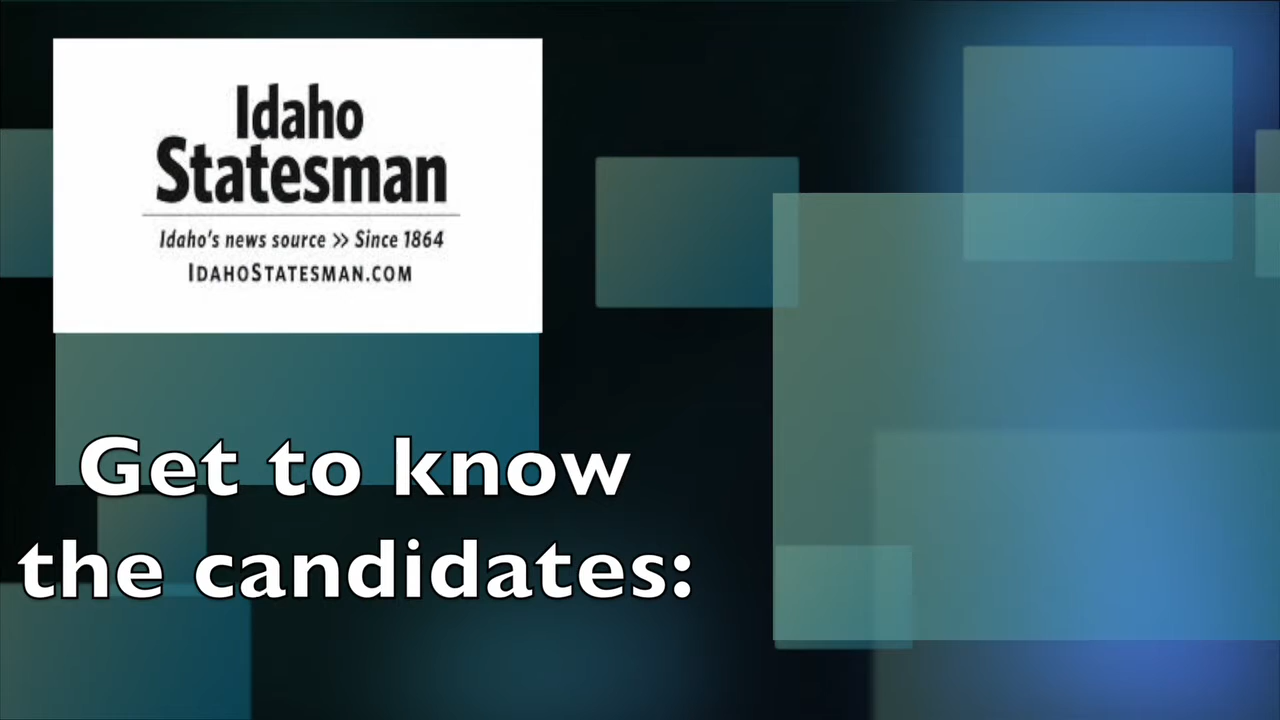 Idaho
Statesman
Idaho's news source >> Since 1864
IDAHOSTATESMAN.COM
Get to know
the candidates: